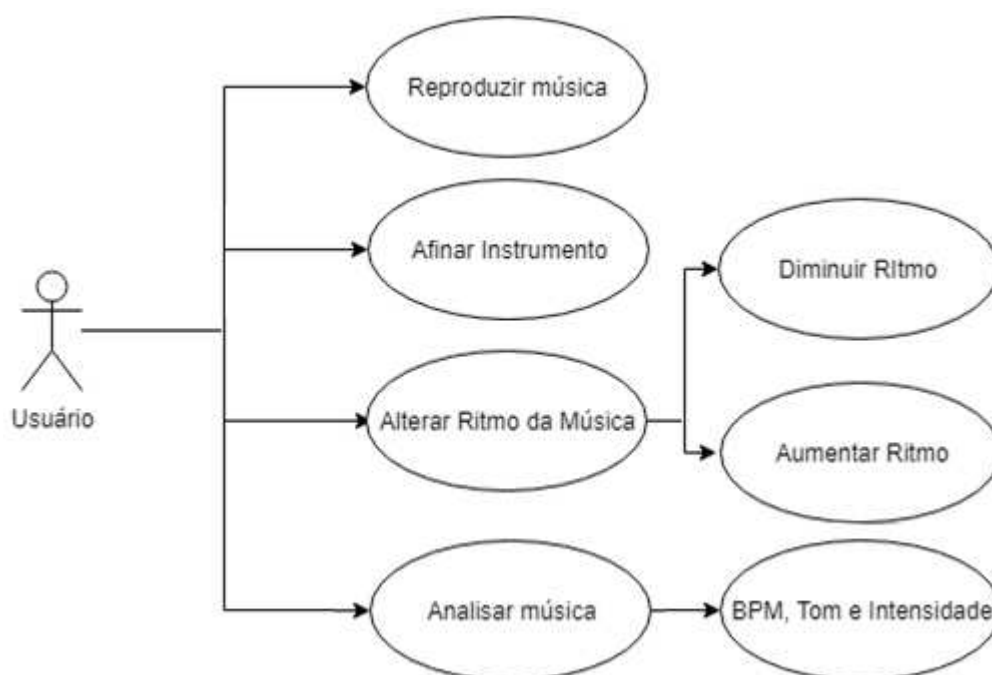 Reproduzir música
Afinar Instrumento
Diminuir RItmo
Usuário
Alterar Ritmo da Música
Aumentar Ritmo
Analisar música
BPM, Tom e Intensidade